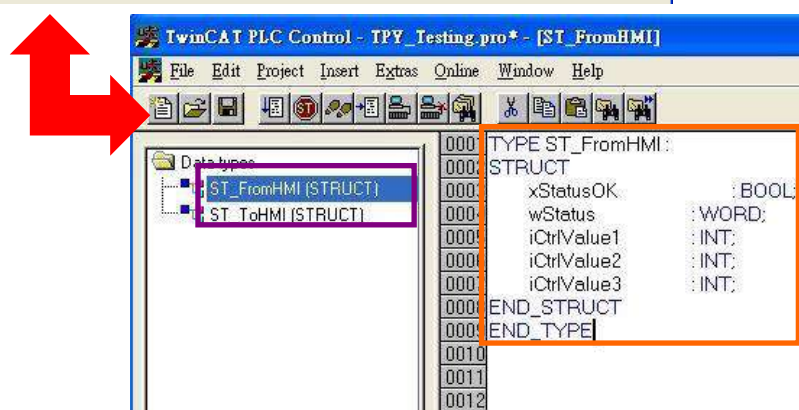 TwinCAT PLC Control - TPY_Testing.pro* - [ST_FromHMI]
File Edit Project Insert Extras Online Window Help
Data types
ST_FromHMI (STRUCT)
ST_ToHMI (STRUCT)
0001 TYPE ST_FromHMI :
0002 STRUCT
0003 xStatusOK : BOOL;
0004 wStatus : WORD;
0005 iCtrlValue1 : INT;
0006 iCtrlValue2 : INT;
0007 iCtrlValue3 : INT;
0008 END_STRUCT
0009 END_TYPE
0010
0011
0012